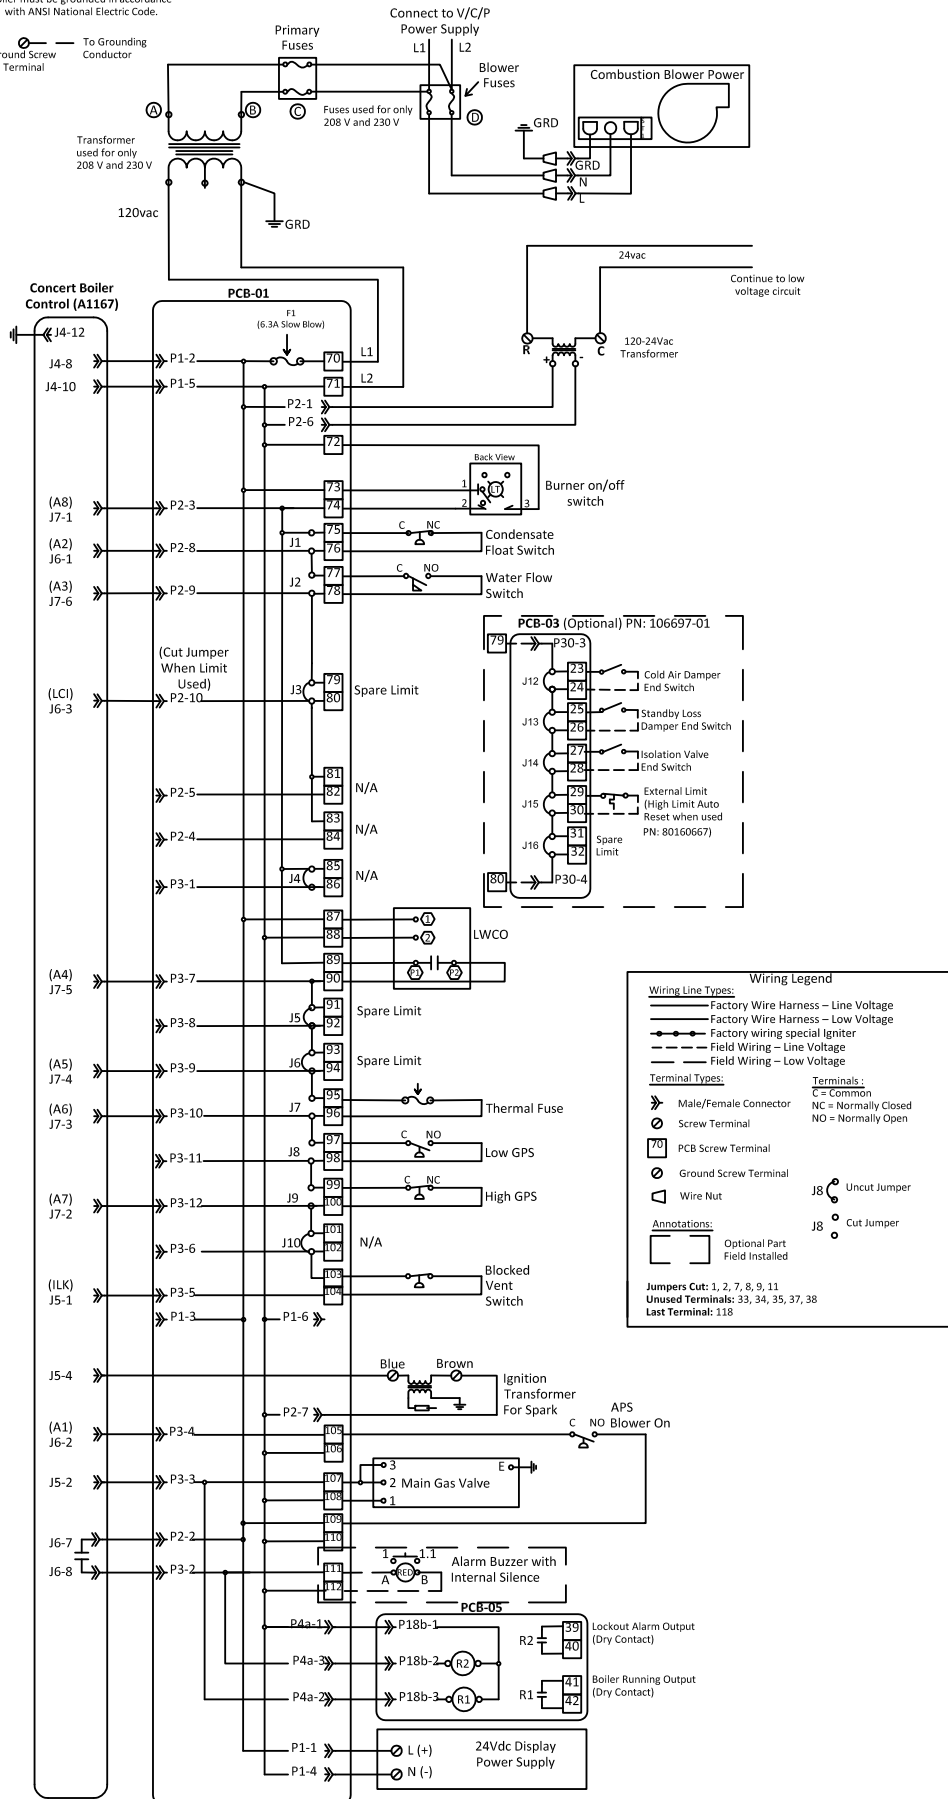 with ANSI National Electric Code.
To Grounding
Conductor
Terminal
Primary
Fuses
Connect to V/C/P
Power Supply
L1
L2
Blower
Fuses
Combustion Blower Power
A
B
C
D
Fuses used for only
208 V and 230 V
Transformer
used for only
208 V and 230 V
GRD
GRD
N
L
120vac
GRD
24vac
Continue to low
voltage circuit
R
C
120-24Vac
Transformer
+
-
Concert Boiler
Control (A1167)
PCB-01
F1
(6.3A Slow Blow)
J4-12
J4-8
P1-2
70
L1
J4-10
P1-5
71
L2
P2-1
P2-6
72
Back View
73
1
LT
Burner on/off
switch
(A8)
J7-1
P2-3
74
2
3
75
C
NC
Condensate
Float Switch
(A2)
J6-1
P2-8
J1
76
77
C
NO
Water Flow
Switch
(A3)
J7-6
P2-9
J2
78
(Cut Jumper
When Limit
Used)
(LCI)
J6-3
P2-10
J3
79
80
Spare Limit
81
P2-5
82
N/A
83
P2-4
84
N/A
85
P3-1
J4
86
N/A
87
1
88
2
LWCO
89
P1
P2
(A4)
J7-5
P3-7
90
91
Spare Limit
P3-8
J5
92
93
Spare Limit
(A5)
J7-4
P3-9
J6
94
95
Thermal Fuse
(A6)
J7-3
P3-10
J7
96
97
C
NO
Low GPS
P3-11
J8
98
99
C
NC
High GPS
(A7)
J7-2
P3-12
J9
100
101
N/A
P3-6
J10
102
103
Blocked
Vent
Switch
(ILK)
J5-1
P3-5
104
P1-3
P1-6
PCB-03 (Optional) PN: 106697-01
79
P30-3
J12
23
24
Cold Air Damper
End Switch
J13
25
26
Standby Loss
Damper End Switch
J14
27
28
Isolation Valve
End Switch
J15
29
30
External Limit
(High Limit Auto
Reset when used
PN: 80160667)
J16
31
32
Spare
Limit
80
P30-4
Wiring Legend
Wiring Line Types:
Factory Wire Harness – Line Voltage
Factory Wire Harness – Low Voltage
Factory wiring special Igniter
Field Wiring – Line Voltage
Field Wiring – Low Voltage
Terminal Types:
Male/Female Connector
Screw Terminal
70
PCB Screw Terminal
Ground Screw Terminal
Wire Nut
Terminals :
C = Common
NC = Normally Closed
NO = Normally Open
J8
Uncut Jumper
J8
Cut Jumper
Annotations:
Optional Part
Field Installed
Jumpers Cut: 1, 2, 7, 8, 9, 11
Unused Terminals: 33, 34, 35, 37, 38
Last Terminal: 118
J5-4
Blue
Brown
Ignition
Transformer
For Spark
P2-7
(A1)
J6-2
P3-4
105
106
C
NO
APS
Blower On
J5-2
P3-3
107
108
3
2
1
Main Gas Valve
E
109
J6-7
P2-2
110
J6-8
P3-2
111
112
1
1.1
A
RED
B
Alarm Buzzer with
Internal Silence
PCB-05
P4a-1
P18b-1
P4a-3
P18b-2
R2
P4a-2
P18b-3
R1
R2
39
40
Lockout Alarm Output
(Dry Contact)
R1
41
42
Boiler Running Output
(Dry Contact)
P1-1
L (+)
P1-4
N (-)
24Vdc Display
Power Supply